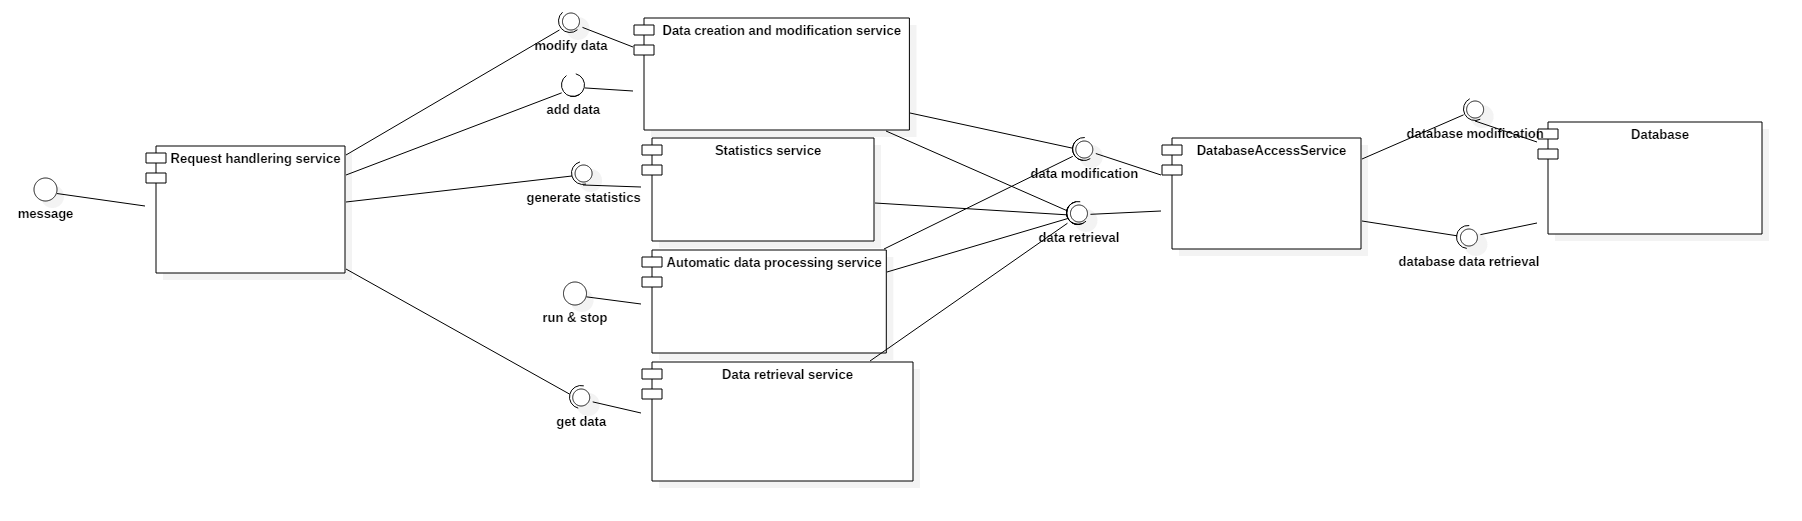 modify data
Data creation and modification service
add data
Request handlering service
message
Statistics service
generate statistics
Automatic data processing service
run & stop
Data retrieval service
get data
data modification
data retrieval
DatabaseAccessService
database modification
database data retrieval
Database